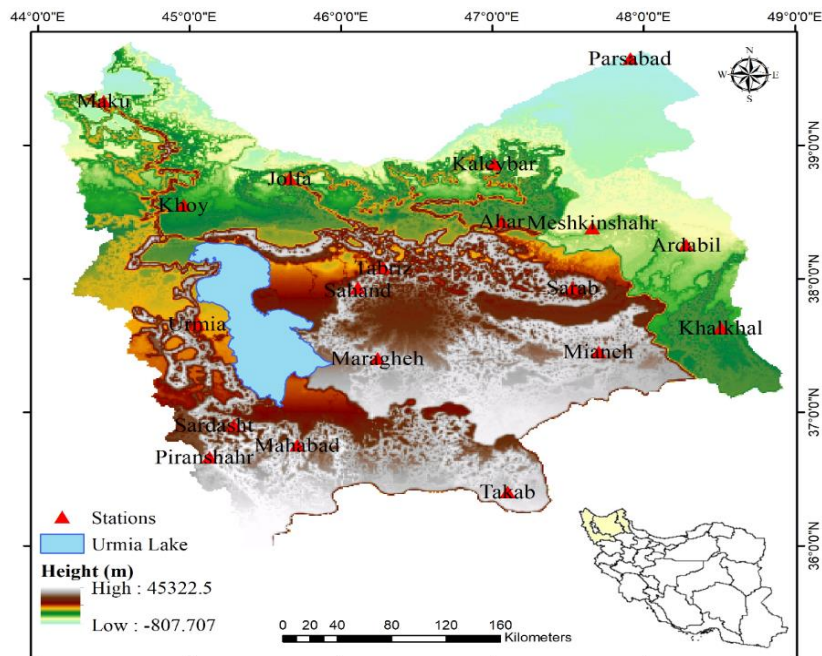 44°0'0"E 45°0'0"E 46°0'0"E 47°0'0"E 48°0'0"E 49°0'0"E
N
W E
S
Parsabad
Maku
39°0'0"N
Kaleybar
Jolfa
Khoy
Ahar Meshkinshahr
Ardabil
38°0'0"N
Tabriz
Sahand
Sarab
Urmia
Khalkhal
Maragheh
Mianeh
37°0'0"N
Sardasht
Mahabad
Piranshahr
Takab
36°0'0"N
Stations
Urmia Lake
Height (m)
High : 45322.5
Low : -807.707
0 10 20 40 60 80 120 160
Kilometers